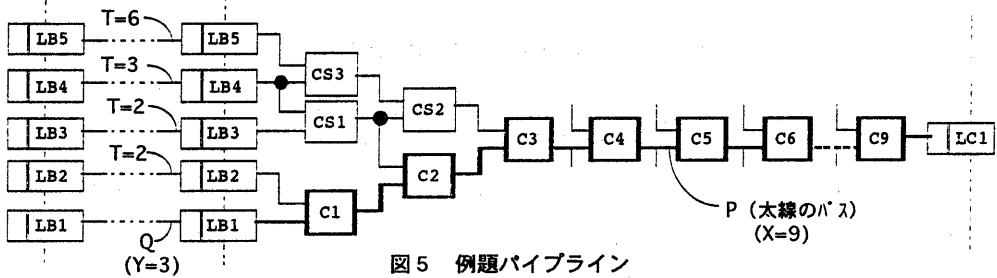 T=6
LB5 LB5
T=3
LB4 LB4 CS3
T=2
LB3 LB3 CS1 CS2
T=2
C3 C4 C5 C6 C9 LC1
LB2 LB2 C2
C1
LB1 LB1
P (太線のパス)
(X=9)
Q
(Y=3)
図5 例題パイプライン